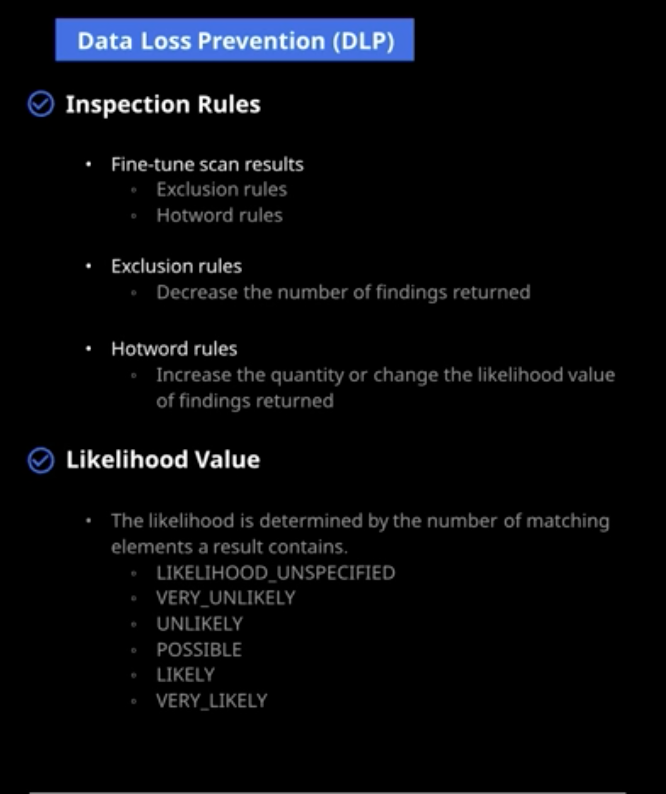 Data Loss Prevention (DLP)
Inspection Rules
• Fine-tune scan results
◦ Exclusion rules
◦ Hotword rules
• Exclusion rules
◦ Decrease the number of findings returned
• Hotword rules
◦ Increase the quantity or change the likelihood value
of findings returned
Likelihood Value
• The likelihood is determined by the number of matching
elements a result contains.
◦ LIKELIHOOD_UNSPECIFIED
◦ VERY_UNLIKELY
◦ UNLIKELY
◦ POSSIBLE
◦ LIKELY
◦ VERY_LIKELY